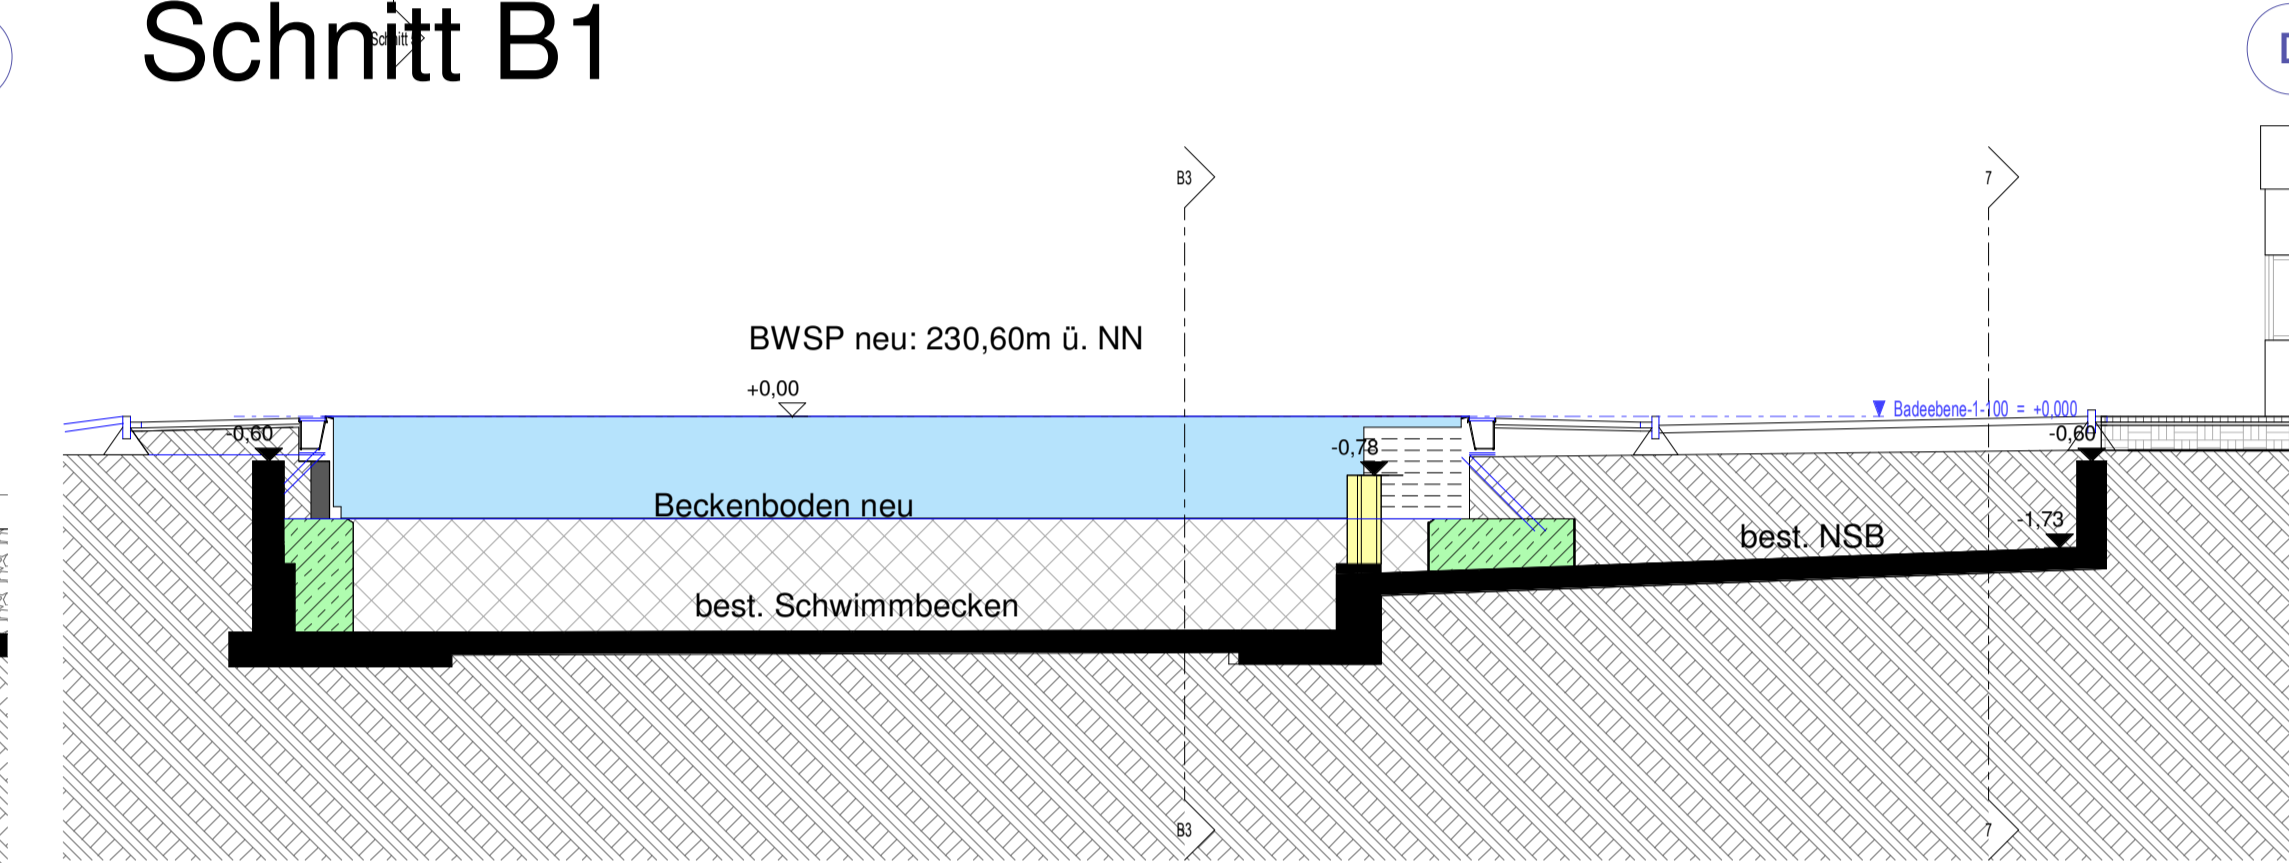 Schnitt B1
Schnitt
B3
7
BWSP neu: 230,60m ü. NN
+0,00
Badeebene-1-100 = +0,000
-0,60
-0,78
-0,60
Beckenboden neu
-1,73
best. NSB
best. Schwimmbecken
B3
7